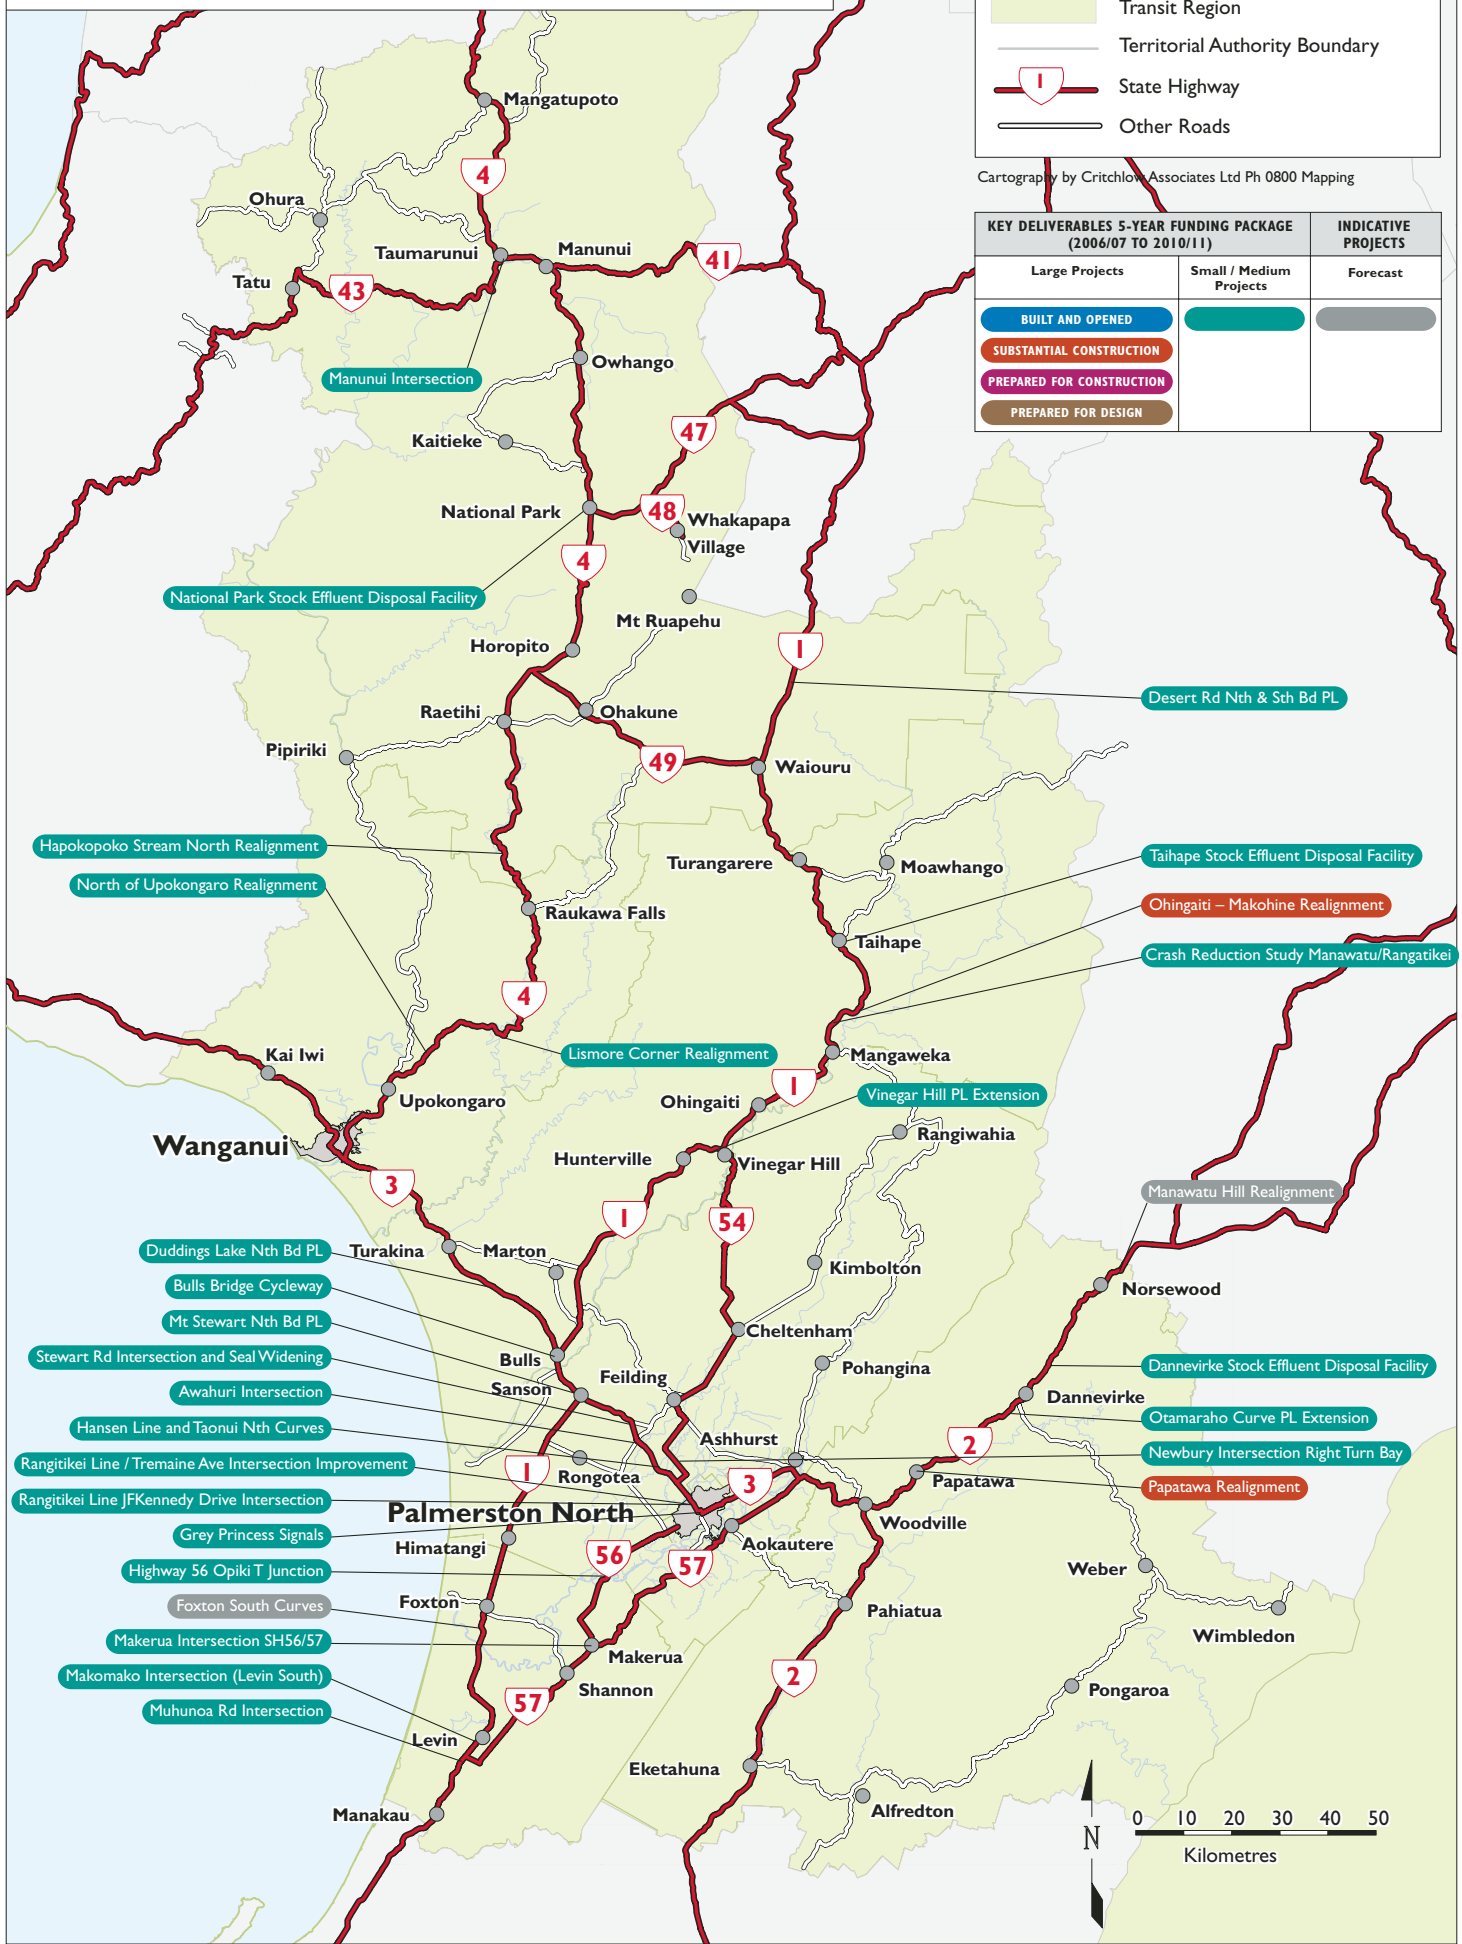 Transit Region
Territorial Authority Boundary
1
State Highway
Other Roads
Cartography by Critchlow Associates Ltd Ph 0800 Mapping
KEY DELIVERABLES 5-YEAR FUNDING PACKAGE
(2006/07 TO 2010/11)
INDICATIVE
PROJECTS
Large Projects
Small / Medium
Projects
Forecast
BUILT AND OPENED
SUBSTANTIAL CONSTRUCTION
PREPARED FOR CONSTRUCTION
PREPARED FOR DESIGN
Mangatupoto
4
Ohura
Taumarunui
Manunui
41
Tatu
43
Owhango
Manunui Intersection
47
Kaitieke
National Park
48
Whakapapa
Village
4
National Park Stock Effluent Disposal Facility
Mt Ruapehu
Horopito
1
Desert Rd Nth & Sth Bd PL
Raetihi
Ohakune
Pipiriki
49
Waiouru
Hapokopoko Stream North Realignment
Turangarere
Moawhango
Taihape Stock Effluent Disposal Facility
North of Upokongaro Realignment
Raukawa Falls
Ohingaiti – Makohine Realignment
Taihape
Crash Reduction Study Manawatu/Rangatikei
4
Kai Iwi
Lismore Corner Realignment
Mangaweka
1
Vinegar Hill PL Extension
Upokongaro
Ohingaiti
Rangiwahia
Wanganui
Hunterville
Vinegar Hill
3
Manawatu Hill Realignment
1
54
Duddings Lake Nth Bd PL
Turakina
Marton
Kimbolton
Bulls Bridge Cycleway
Norsewood
Mt Stewart Nth Bd PL
Cheltenham
Stewart Rd Intersection and Seal Widening
Bulls
Pohangina
Dannevirke Stock Effluent Disposal Facility
Feilding
Awahuri Intersection
Sanson
Dannevirke
Otamaraho Curve PL Extension
Hansen Line and Taonui Nth Curves
Ashhurst
2
Newbury Intersection Right Turn Bay
Rangitikei Line / Tremaine Ave Intersection Improvement
1
Rongotea
3
Papatawa
Papatawa Realignment
Rangitikei Line JFKennedy Drive Intersection
Palmerston North
Woodville
Grey Princess Signals
Himatangi
Aokautere
56
57
Highway 56 Opiki T Junction
Weber
Foxton South Curves
Foxton
Pahiatua
Wimbledon
Makerua Intersection SH56/57
Makerua
Makomako Intersection (Levin South)
Shannon
2
Pongaroa
57
Muhunoa Rd Intersection
Levin
Eketahuna
Manakau
Alfredton
N
0 10 20 30 40 50
Kilometres